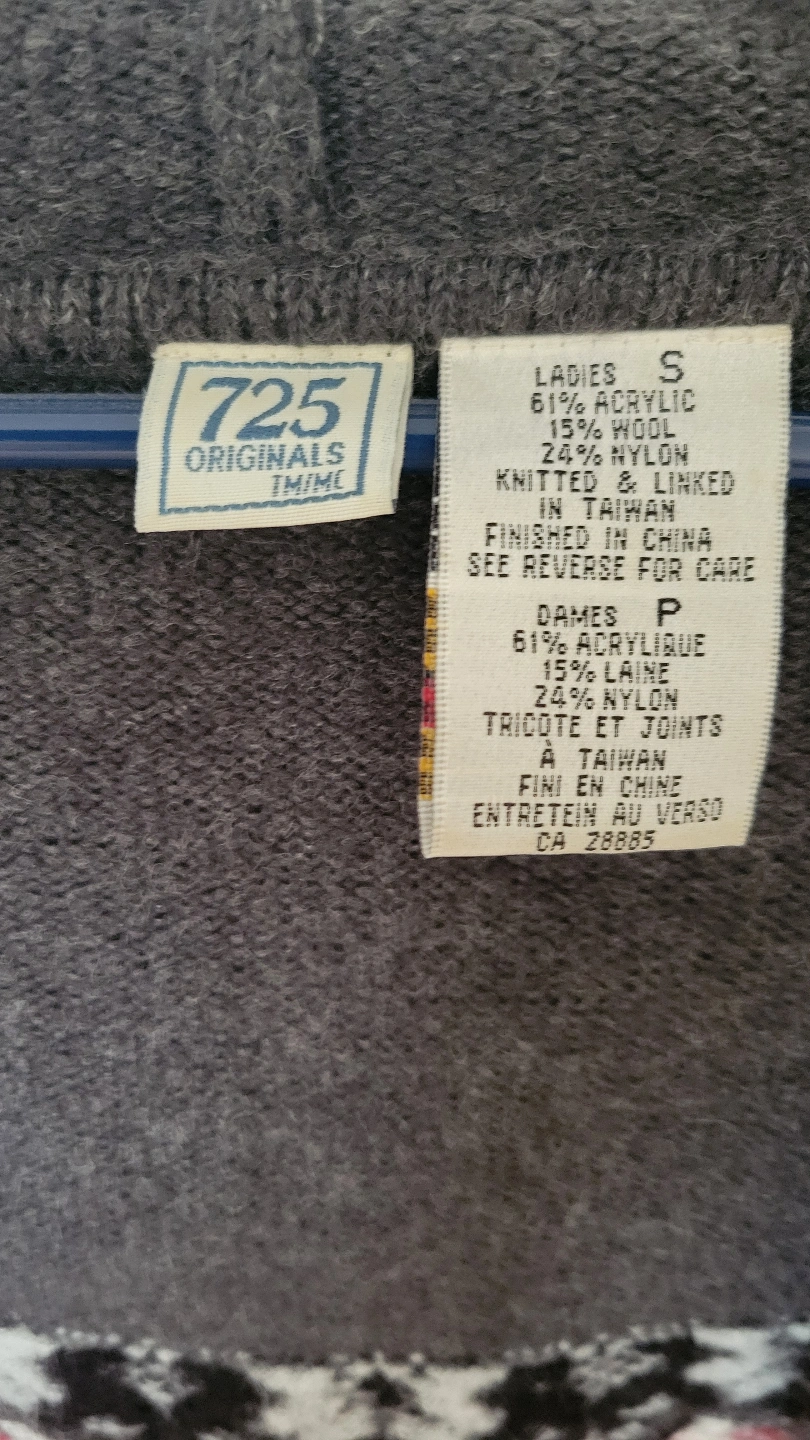 725
ORIGINALS
TM/MC
LADIES S
61% ACRYLIC
15% WOOL
24% NYLON
KNITTED & LINKED
IN TAIWAN
FINISHED IN CHINA
SEE REVERSE FOR CARE
DAMES P
61% ACRYLIQUE
15% LAINE
24% NYLON
TRICOTE ET JOINTS
À TAIWAN
FINI EN CHINE
ENTRETEIN AU VERSO
CA 28885